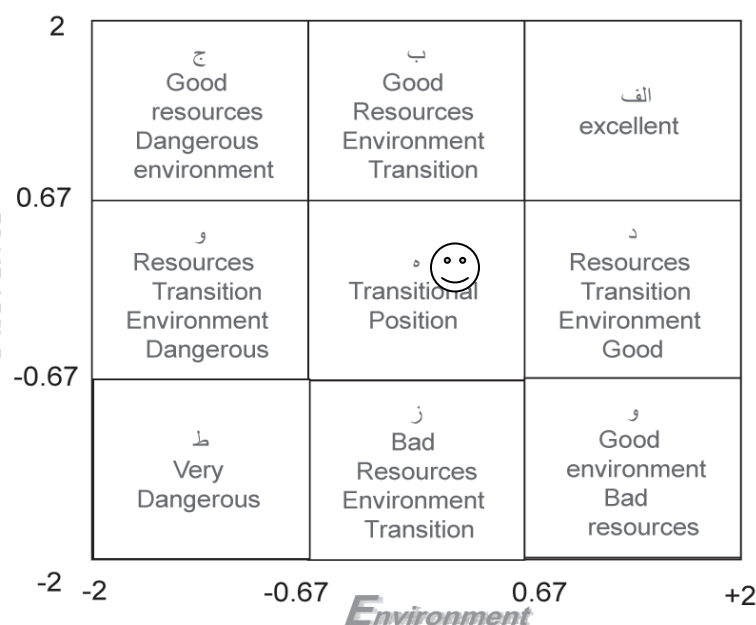 2
ج
Good
resources
Dangerous
environment
ب
Good
Resources
Environment
Transition
الف
excellent
0.67
و
Resources
Transition
Environment
Dangerous
ه
Transitional
Position
د
Resources
Transition
Environment
Good
-0.67
ط
Very
Dangerous
ز
Bad
Resources
Environment
Transition
و
Good
environment
Bad
resources
-2
-2
-0.67
0.67
+2
Environment